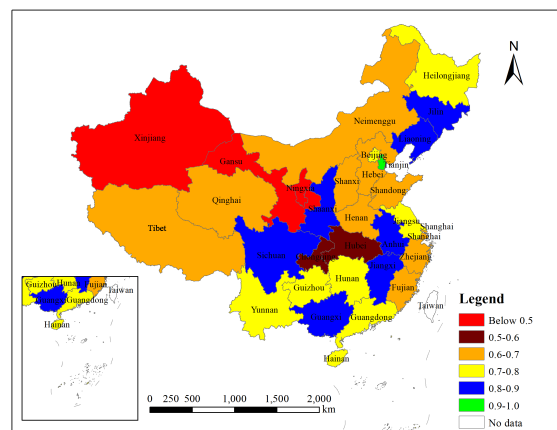 N
Heilongjiang
Jilin
Neimenggu
Xinjiang
Beijing
Tianjin
Gansu
Hebei
Shanxi
Shandong
Ningxia
Qinghai
Shaanxi
Henan
Jiangsu
Shanghai
Shanghai
Tibet
Sichuan
Hubei
Anhui
Chongqing
Zhejiang
Jiangxi
Hunan
Guizhou
Fujian
Yunnan
Guangxi
Guangdong
Taiwan
Hainan
Guizhou
Hunan
Fujian
Taiwan
Guangdong
Hainan
0 250 500 1,000 1,500 2,000
km
Legend
Below 0.5
0.5-0.6
0.6-0.7
0.7-0.8
0.8-0.9
0.9-1.0
No data